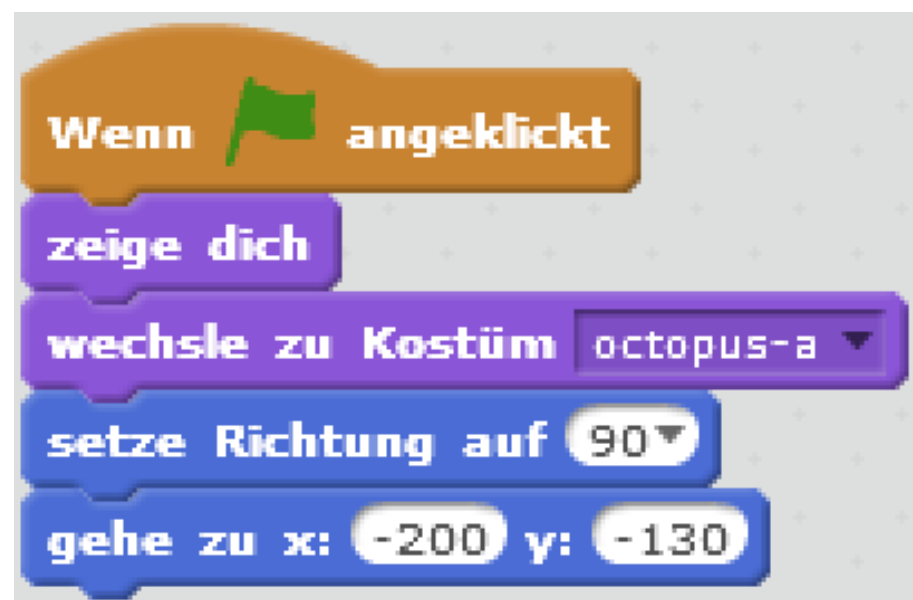 Wenn angeklickt
zeige dich
wechsle zu Kostüm octopus-a
setze Richtung auf 90
gehe zu x: -200 y: -130